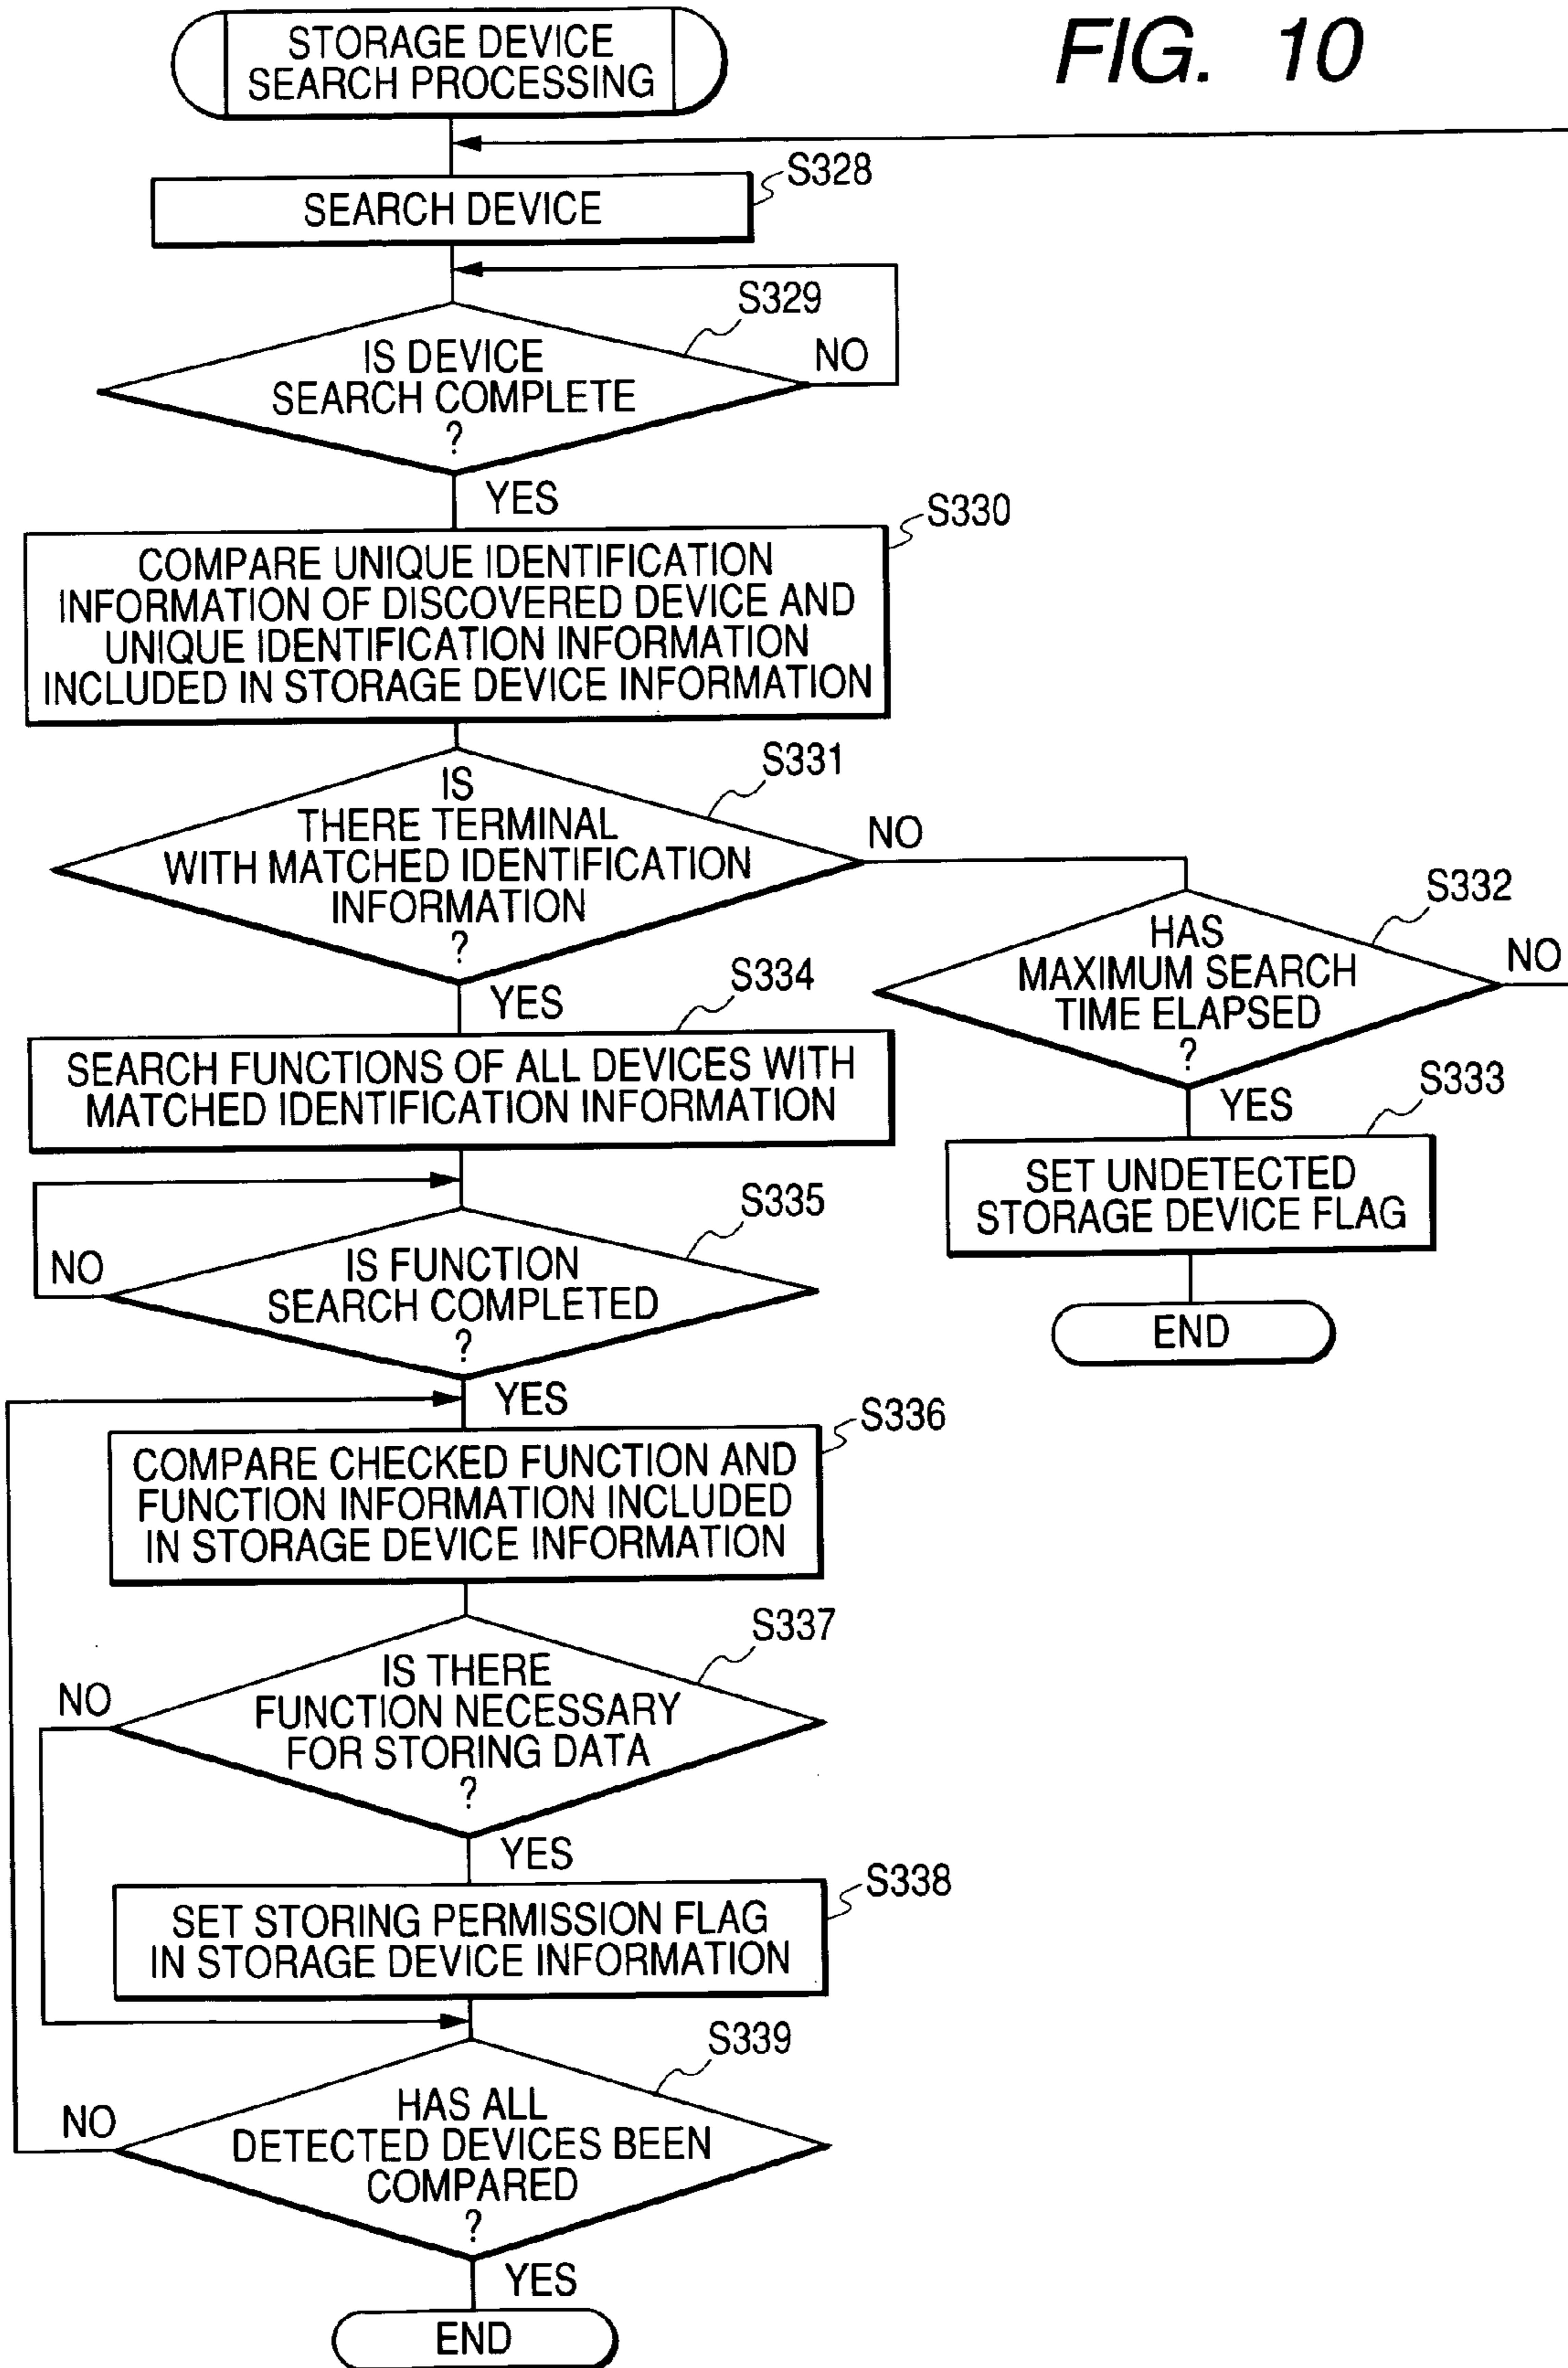 FIG. 10
STORAGE DEVICE
SEARCH PROCESSING
S328
SEARCH DEVICE
S329
IS DEVICE
SEARCH COMPLETE
?
NO
YES
S330
COMPARE UNIQUE IDENTIFICATION
INFORMATION OF DISCOVERED DEVICE AND
UNIQUE IDENTIFICATION INFORMATION
INCLUDED IN STORAGE DEVICE INFORMATION
S331
IS
THERE TERMINAL
WITH MATCHED IDENTIFICATION
INFORMATION
?
NO
YES
S332
HAS
MAXIMUM SEARCH
TIME ELAPSED
?
NO
YES
S333
SET UNDETECTED
STORAGE DEVICE FLAG
END
S334
SEARCH FUNCTIONS OF ALL DEVICES WITH
MATCHED IDENTIFICATION INFORMATION
S335
IS FUNCTION
SEARCH COMPLETED
?
NO
YES
S336
COMPARE CHECKED FUNCTION AND
FUNCTION INFORMATION INCLUDED
IN STORAGE DEVICE INFORMATION
S337
IS THERE
FUNCTION NECESSARY
FOR STORING DATA
?
NO
YES
S338
SET STORING PERMISSION FLAG
IN STORAGE DEVICE INFORMATION
S339
HAS ALL
DETECTED DEVICES BEEN
COMPARED
?
NO
YES
END